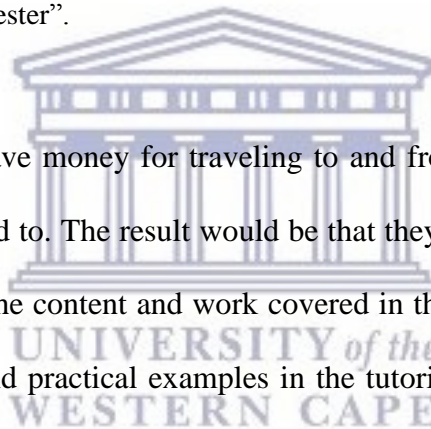 ester”.
ve money for traveling to and fro
d to. The result would be that they
ne content and work covered in th
UNIVERSITY of the
d practical examples in the tutori
WESTERN CAPE